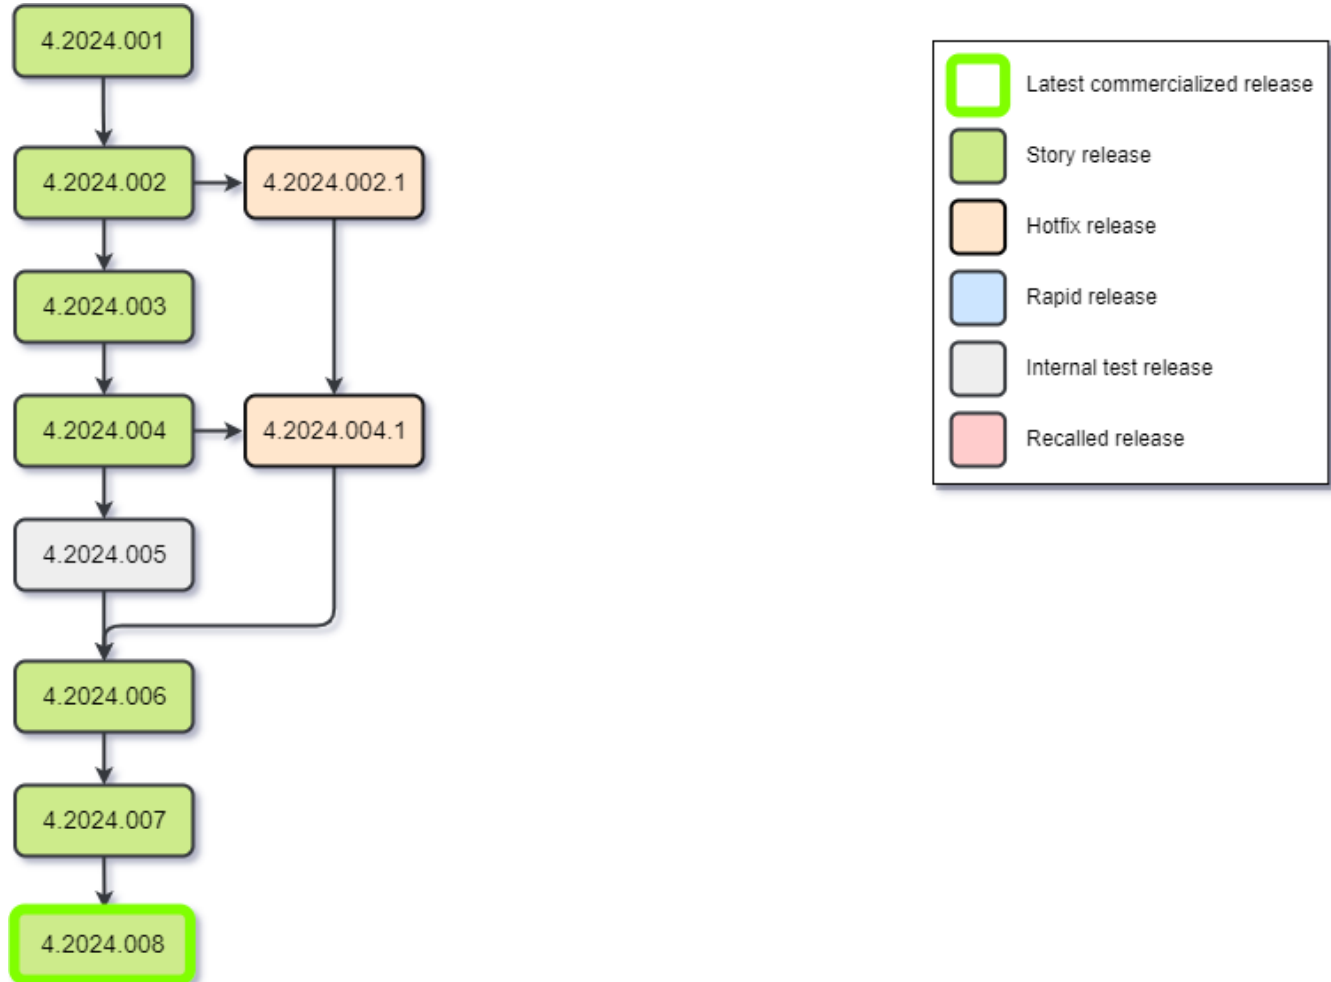 4.2024.001
4.2024.002
4.2024.002.1
4.2024.003
4.2024.004
4.2024.004.1
4.2024.005
4.2024.006
4.2024.007
4.2024.008
Latest commercialized release
Story release
Hotfix release
Rapid release
Internal test release
Recalled release